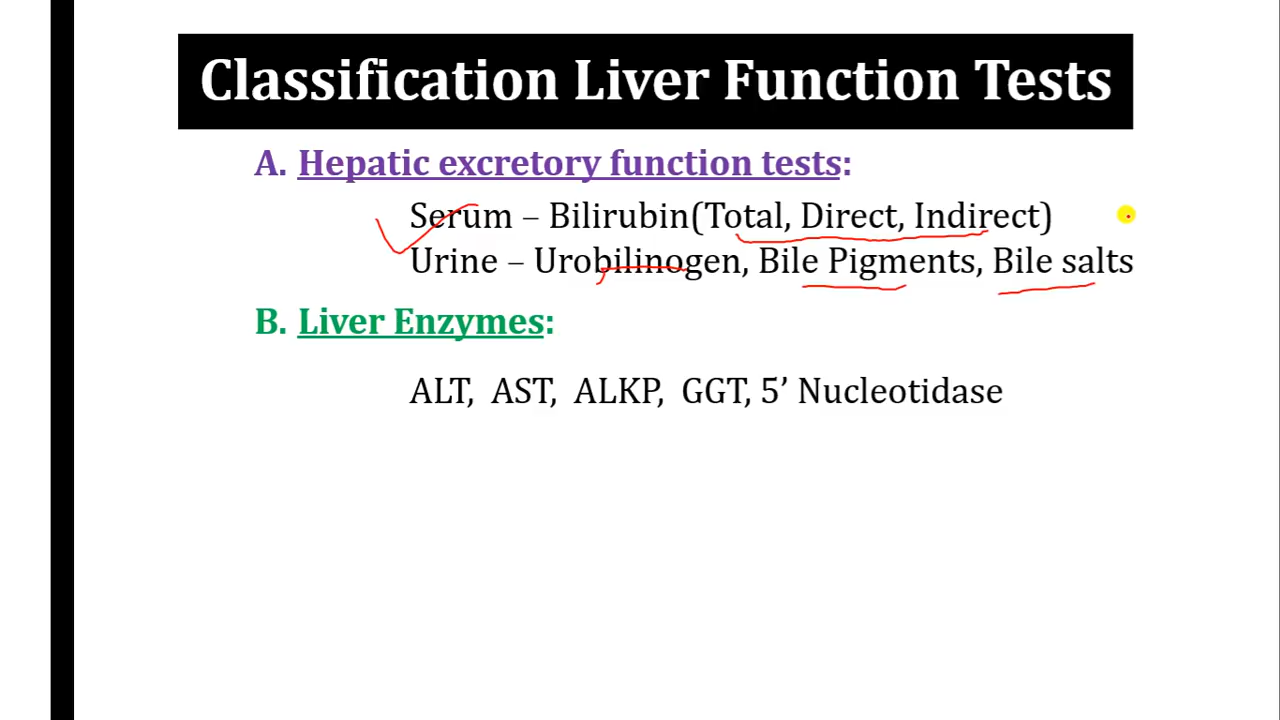 Classification Liver Function Tests
A. Hepatic excretory function tests:
Serum – Bilirubin(Total, Direct, Indirect)
Urine – Urobilinogen, Bile Pigments, Bile salts
B. Liver Enzymes:
ALT, AST, ALKP, GGT, 5’ Nucleotidase